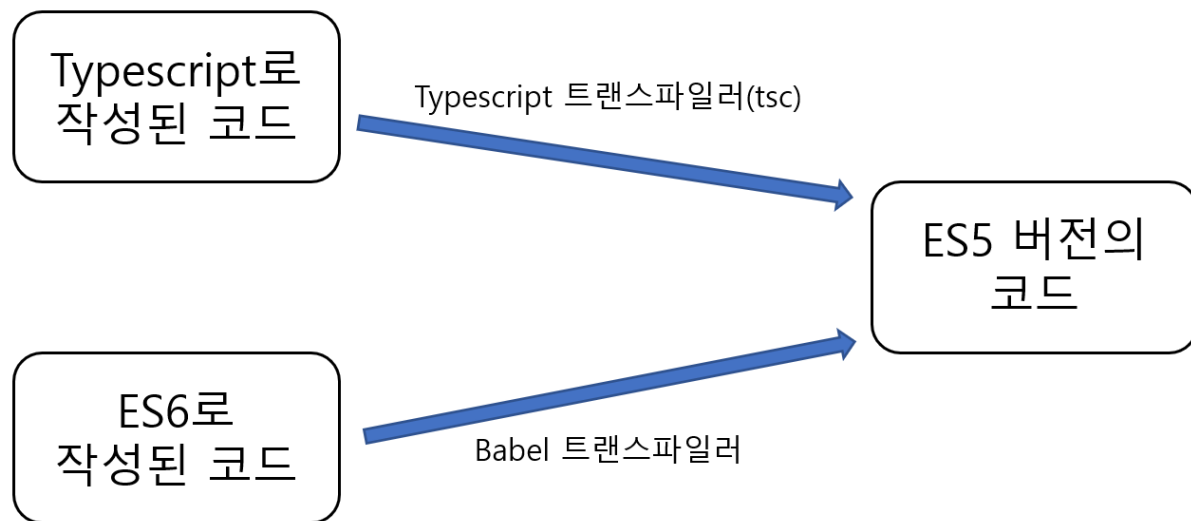 Typescript로
작성된 코드
Typescript 트랜스파일러(tsc)
ES5 버전의
코드
ES6로
작성된 코드
Babel 트랜스파일러